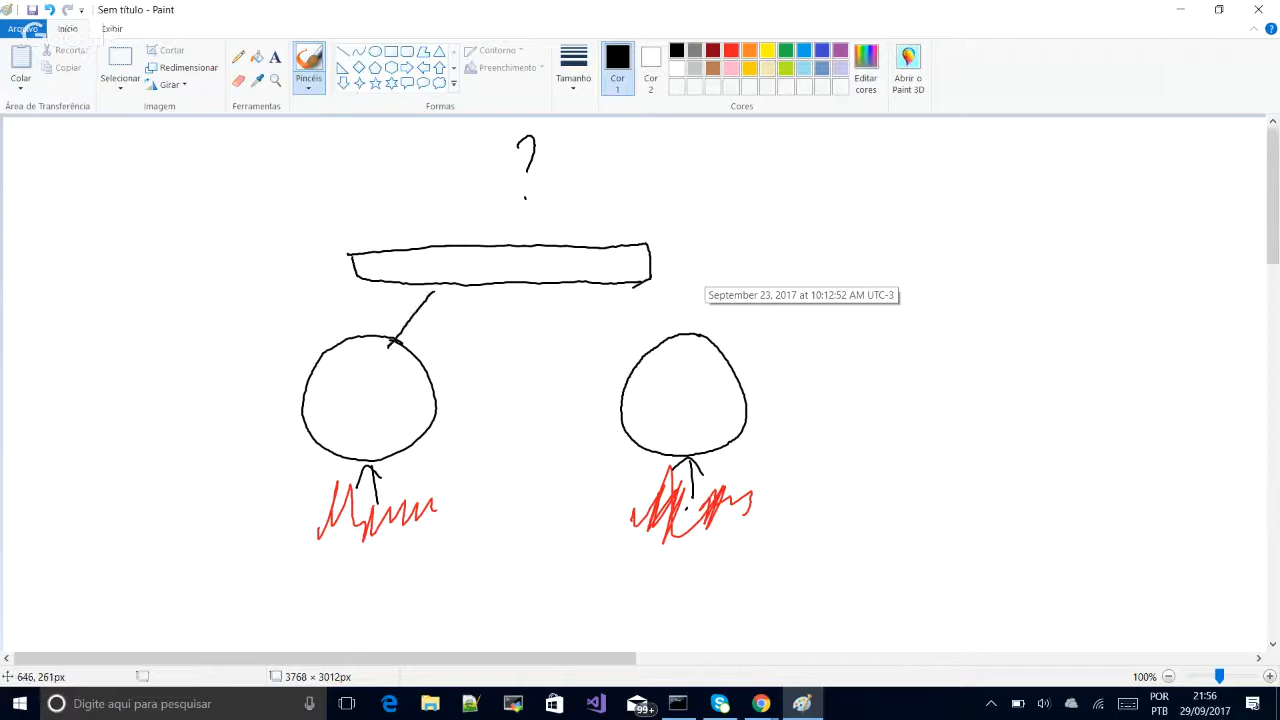 Sem título - Paint
Arquivo Início Exibir
Colar
Recortar
Copiar
Área de Transferência
Selecionar
Cortar
Redimensionar
Girar
Imagem
Ferramentas
Pincéis
Formas
Contorno
Preenchimento
Tamanho
Cor
1
Cor
2
Cores
Editar
cores
Abrir o
Paint 3D
?
September 23, 2017 at 10:12:52 AM UTC-3
646, 261px
3768 × 3012px
100%
Digite aqui para pesquisar
99+
POR
PTB
21:56
29/09/2017